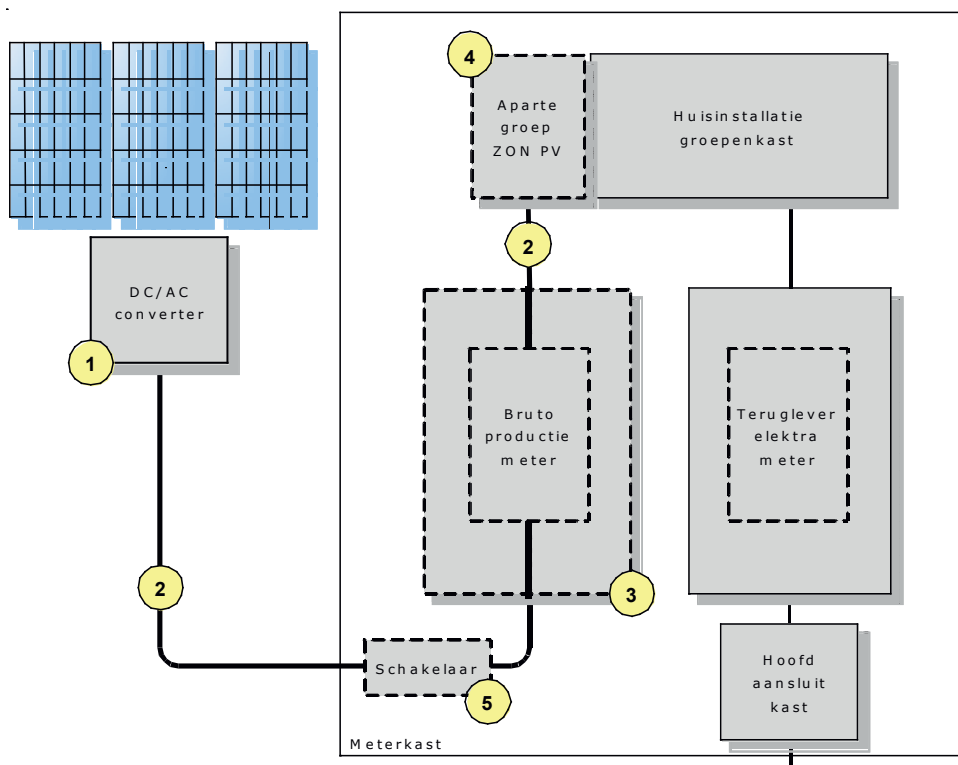 4
Aparte
groep
ZON PV
Huisinstallatie
groepenkast
2
DC/AC
converter
1
Bruto
productie
meter
Teruglever
elektra
meter
2
3
Schakelaar
5
Hoofd
aansluit
kast
Meterkast